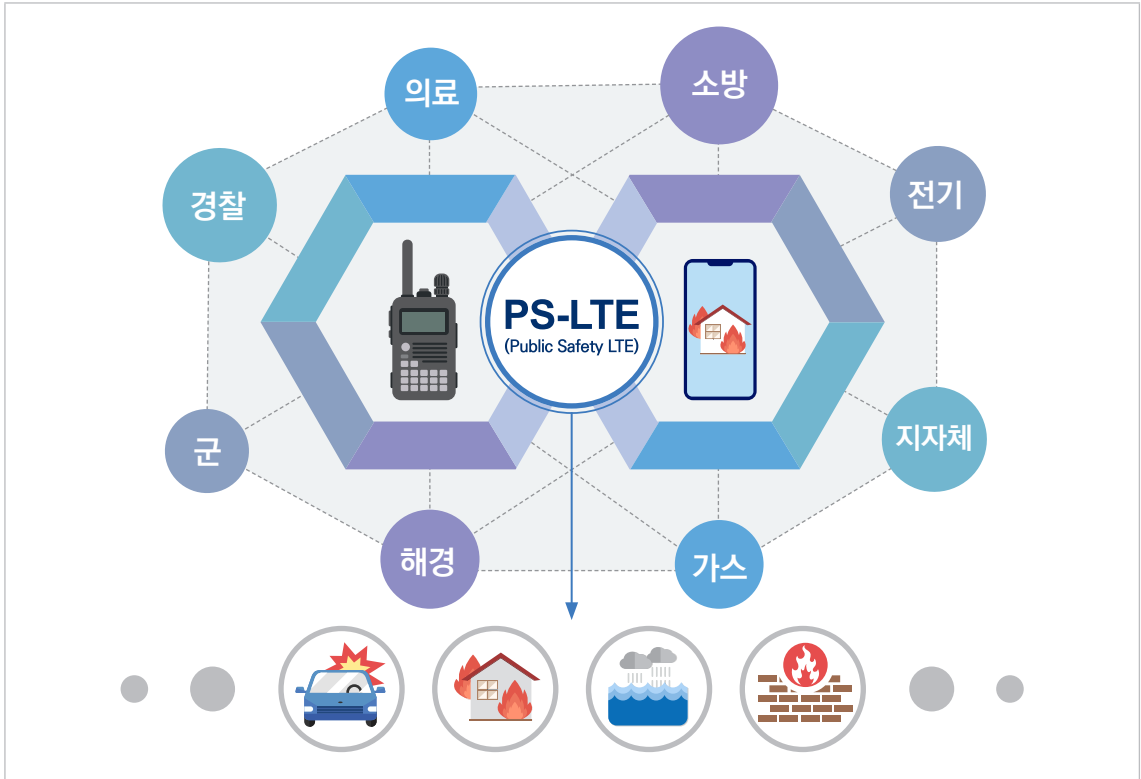 의료
소방
경찰
전기
PS-LTE
(Public Safety LTE)
군
지자체
해경
가스